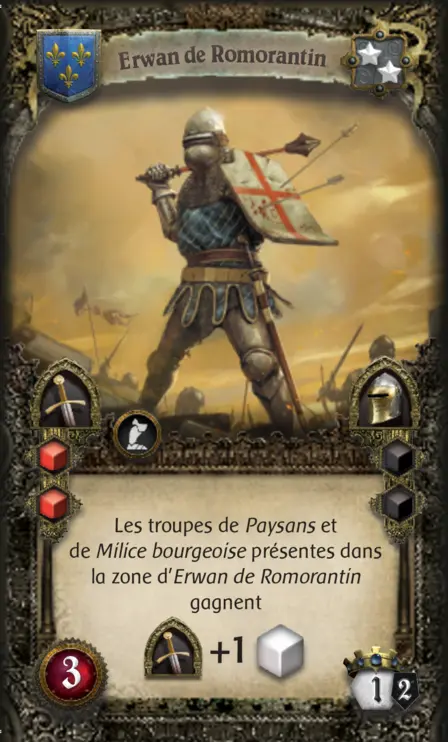 Erwan de Romorantin
Les troupes de Paysans et
de Milice bourgeoise présentes dans
la zone d'Erwan de Romorantin
gagnent
+1
3
1 2